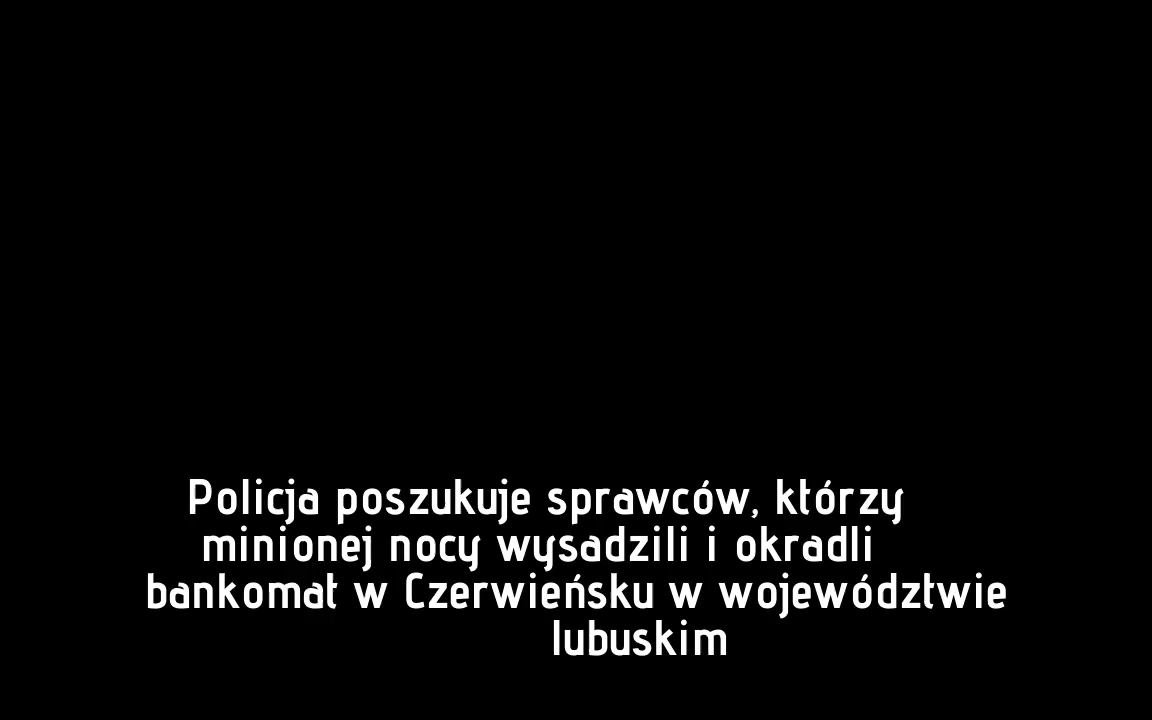 Policja poszukuje sprawców, którzy
minionej nocy wysadzili i okradli
bankomat w Czerwieńsku w województwie
lubuskim